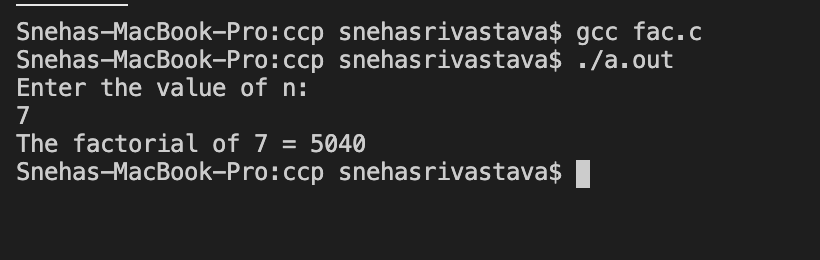 Snehas-MacBook-Pro:ccp snehasrivastava$ gcc fac.c
Snehas-MacBook-Pro:ccp snehasrivastava$ ./a.out
Enter the value of n:
7
The factorial of 7 = 5040
Snehas-MacBook-Pro:ccp snehasrivastava$